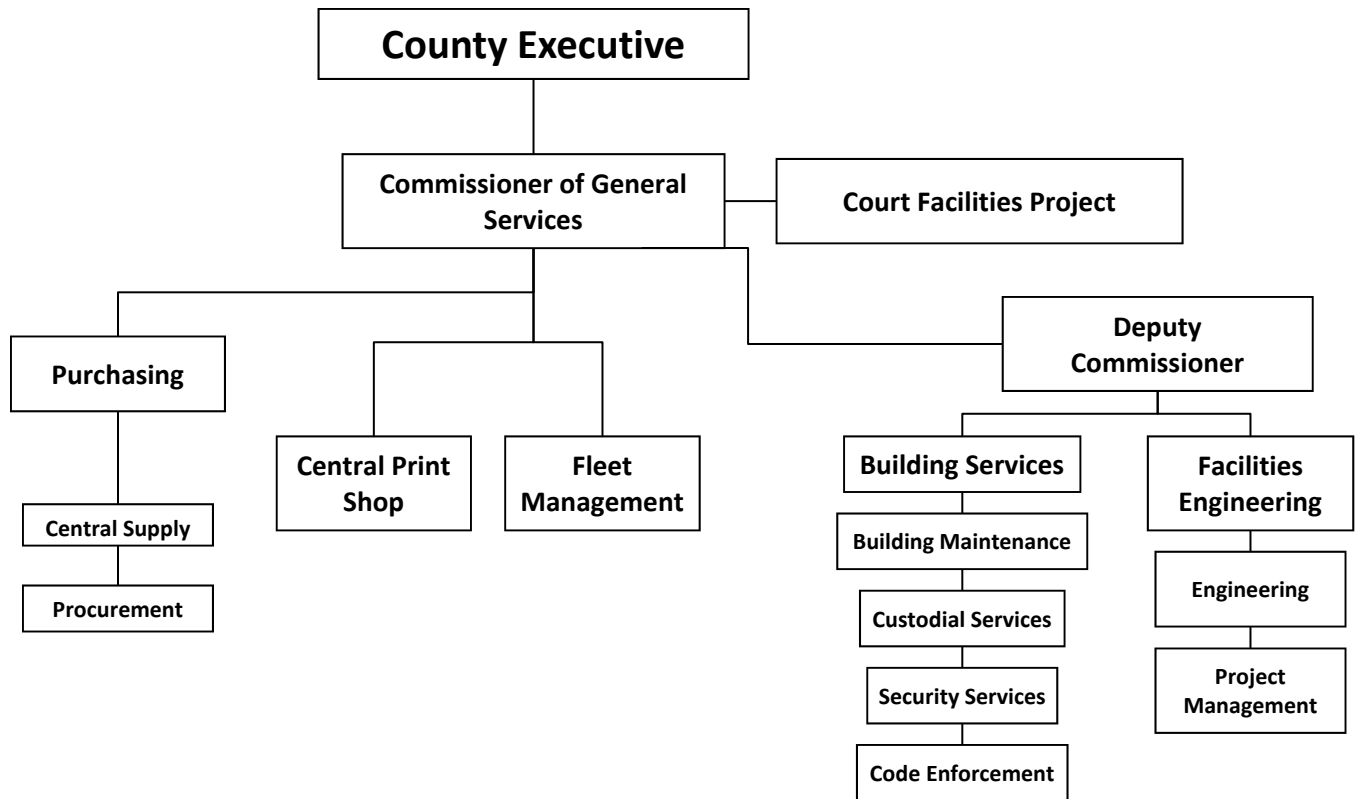 County Executive
Commissioner of General
Services
Court Facilities Project
Deputy
Commissioner
Purchasing
Central Print
Shop
Fleet
Management
Building Services
Facilities
Engineering
Central Supply
Building Maintenance
Engineering
Procurement
Custodial Services
Security Services
Project
Management
Code Enforcement